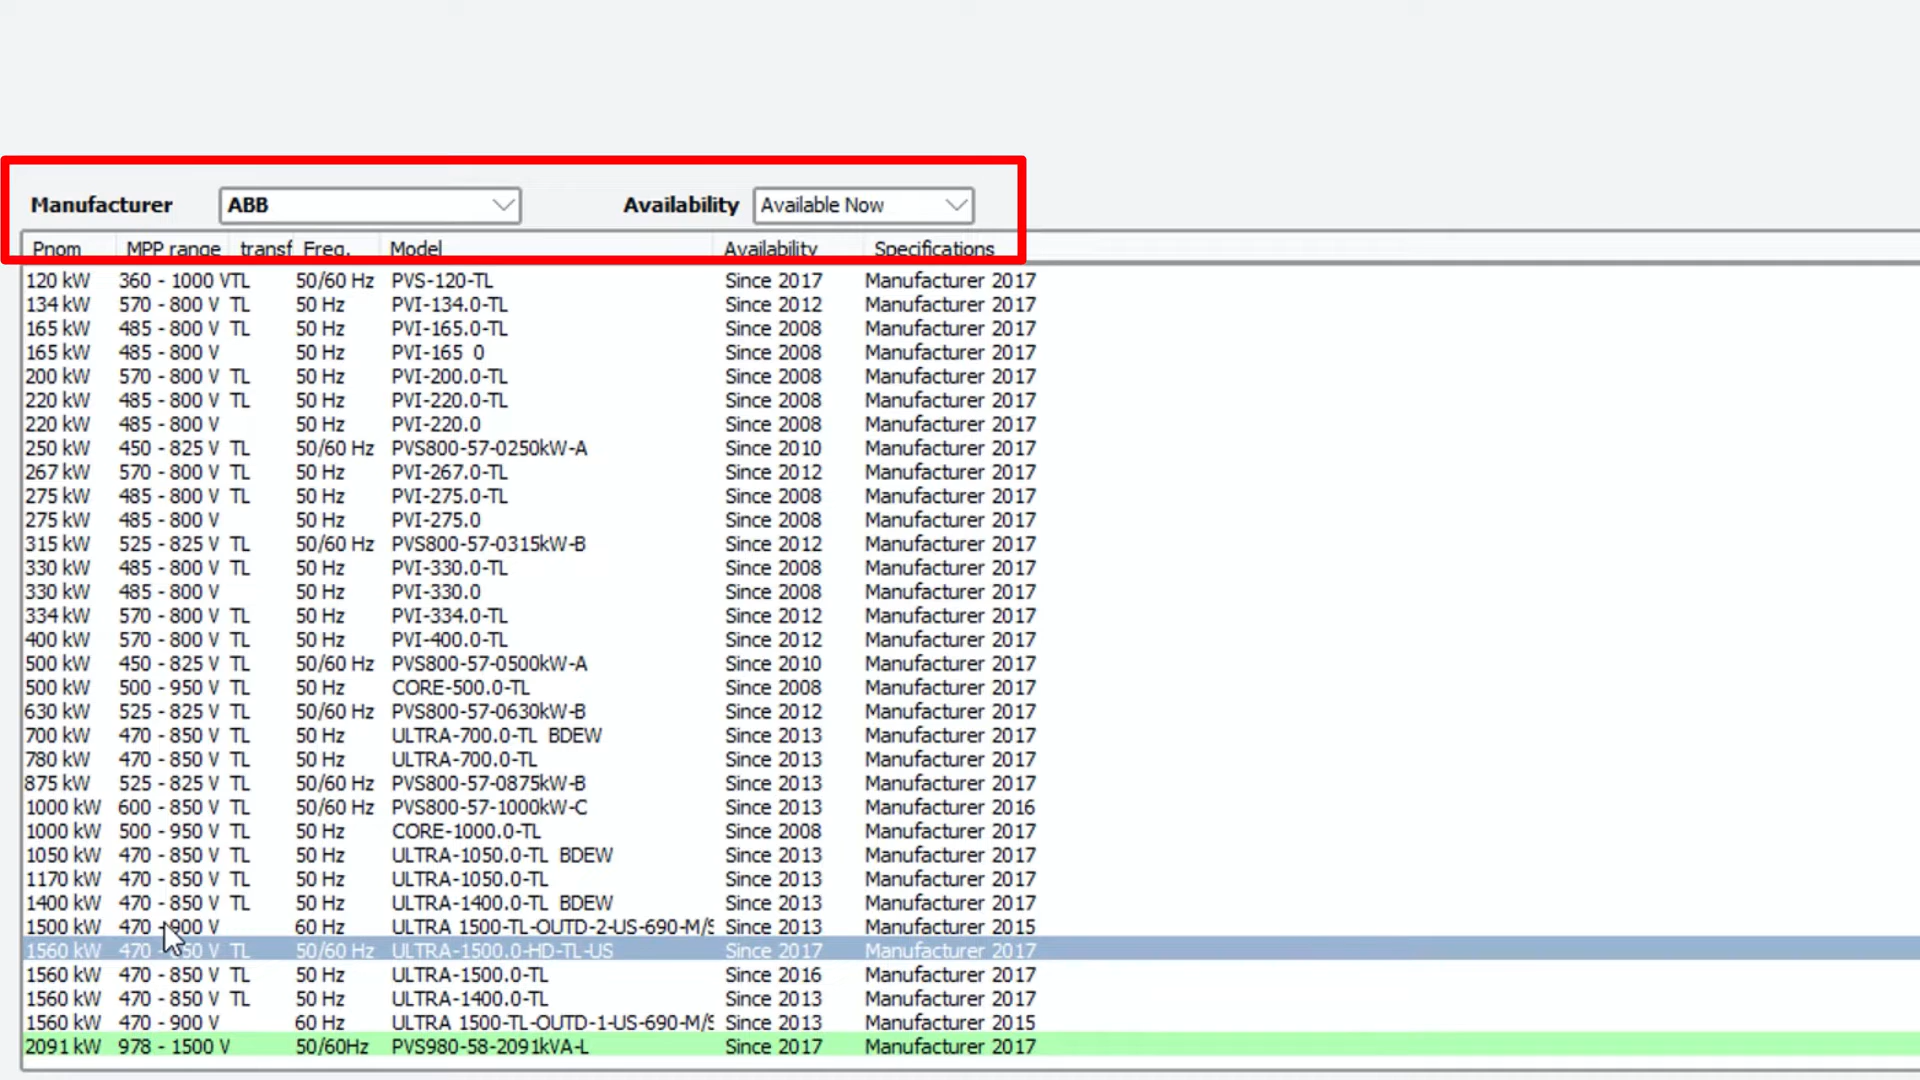 Manufacturer ABB Availability Available Now
Pnom MPP range transf Freq. Model Availability Specifications
120 kW 360 - 1000 V TL 50/60 Hz PVS-120-TL Since 2017 Manufacturer 2017
134 kW 570 - 800 V TL 50 Hz PVI-134.0-TL Since 2012 Manufacturer 2017
165 kW 485 - 800 V TL 50 Hz PVI-165.0-TL Since 2008 Manufacturer 2017
165 kW 485 - 800 V 50 Hz PVI-165 0 Since 2008 Manufacturer 2017
200 kW 570 - 800 V TL 50 Hz PVI-200.0-TL Since 2008 Manufacturer 2017
220 kW 485 - 800 V TL 50 Hz PVI-220.0-TL Since 2008 Manufacturer 2017
220 kW 485 - 800 V 50 Hz PVI-220.0 Since 2008 Manufacturer 2017
250 kW 450 - 825 V TL 50/60 Hz PVS800-57-0250kW-A Since 2010 Manufacturer 2017
267 kW 570 - 800 V TL 50 Hz PVI-267.0-TL Since 2012 Manufacturer 2017
275 kW 485 - 800 V TL 50 Hz PVI-275.0-TL Since 2008 Manufacturer 2017
275 kW 485 - 800 V 50 Hz PVI-275.0 Since 2008 Manufacturer 2017
315 kW 525 - 825 V TL 50/60 Hz PVS800-57-0315kW-B Since 2012 Manufacturer 2017
330 kW 485 - 800 V TL 50 Hz PVI-330.0-TL Since 2008 Manufacturer 2017
330 kW 485 - 800 V 50 Hz PVI-330.0 Since 2008 Manufacturer 2017
334 kW 570 - 800 V TL 50 Hz PVI-334.0-TL Since 2012 Manufacturer 2017
400 kW 570 - 800 V TL 50 Hz PVI-400.0-TL Since 2012 Manufacturer 2017
500 kW 450 - 825 V TL 50/60 Hz PVS800-57-0500kW-A Since 2010 Manufacturer 2017
500 kW 500 - 950 V TL 50 Hz CORE-500.0-TL Since 2008 Manufacturer 2017
630 kW 525 - 825 V TL 50/60 Hz PVS800-57-0630kW-B Since 2012 Manufacturer 2017
700 kW 470 - 850 V TL 50 Hz ULTRA-700.0-TL BDEW Since 2013 Manufacturer 2017
780 kW 470 - 850 V TL 50 Hz ULTRA-700.0-TL Since 2013 Manufacturer 2017
875 kW 525 - 825 V TL 50/60 Hz PVS800-57-0875kW-B Since 2013 Manufacturer 2017
1000 kW 600 - 850 V TL 50/60 Hz PVS800-57-1000kW-C Since 2013 Manufacturer 2016
1000 kW 500 - 950 V TL 50 Hz CORE-1000.0-TL Since 2008 Manufacturer 2017
1050 kW 470 - 850 V TL 50 Hz ULTRA-1050.0-TL BDEW Since 2013 Manufacturer 2017
1170 kW 470 - 850 V TL 50 Hz ULTRA-1050.0-TL Since 2013 Manufacturer 2017
1400 kW 470 - 850 V TL 50 Hz ULTRA-1400.0-TL BDEW Since 2013 Manufacturer 2017
1500 kW 470 - 900 V 60 Hz ULTRA 1500-TL-OUTD-2-US-690-M/S Since 2013 Manufacturer 2015
1560 kW 470 - V TL 50/60 Hz ULTRA-1500.0-HD-TL-US Since 2017 Manufacturer 2017
1560 kW 470 - 850 V TL 50 Hz ULTRA-1500.0-TL Since 2016 Manufacturer 2017
1560 kW 470 - 850 V TL 50 Hz ULTRA-1400.0-TL Since 2013 Manufacturer 2017
1560 kW 470 - 900 V 60 Hz ULTRA 1500-TL-OUTD-1-US-690-M/S Since 2013 Manufacturer 2015
2091 kW 978 - 1500 V 50/60Hz PVS980-58-2091kVA-L Since 2017 Manufacturer 2017